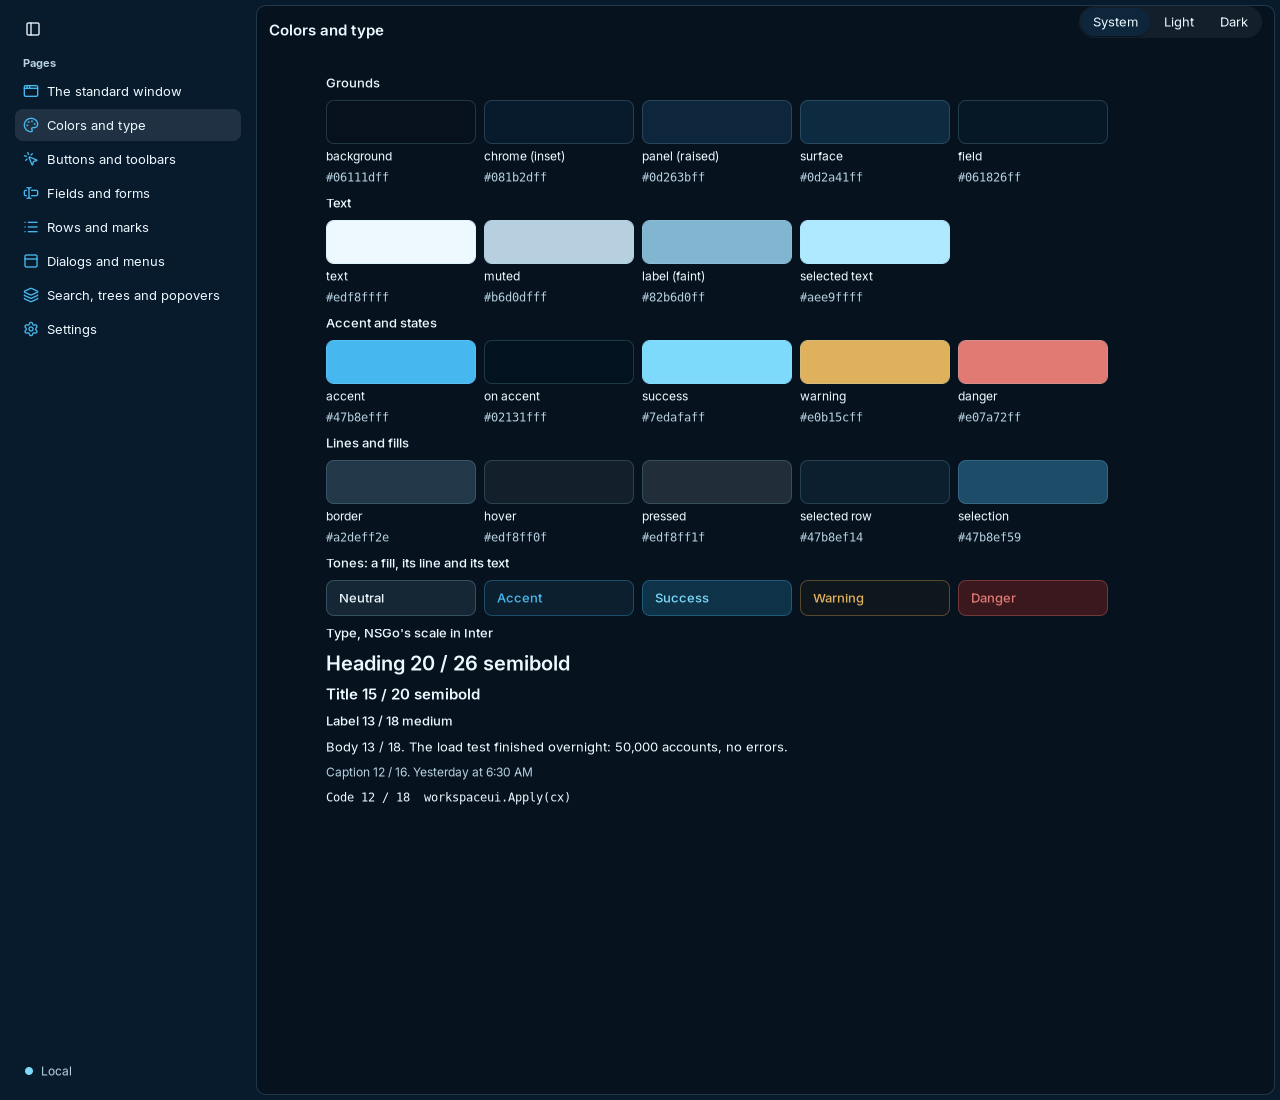 Pages
The standard window
Colors and type
Buttons and toolbars
Fields and forms
Rows and marks
Dialogs and menus
Search, trees and popovers
Settings
Local
Colors and type
System Light Dark
Grounds
background chrome (inset) panel (raised) surface field
#06111dff #081b2dff #0d263bff #0d2a41ff #061826ff
Text
text muted label (faint) selected text
#edf8ffff #b6d0dfff #82b6d0ff #aee9ffff
Accent and states
accent on accent success warning danger
#47b8efff #02131fff #7edafaff #e0b15cff #e07a72ff
Lines and fills
border hover pressed selected row selection
#a2deff2e #edf8ff0f #edf8ff1f #47b8ef14 #47b8ef59
Tones: a fill, its line and its text
Neutral Accent Success Warning Danger
Type, NSGo's scale in Inter
Heading 20 / 26 semibold
Title 15 / 20 semibold
Label 13 / 18 medium
Body 13 / 18. The load test finished overnight: 50,000 accounts, no errors.
Caption 12 / 16. Yesterday at 6:30 AM
Code 12 / 18  workspaceui.Apply(cx)